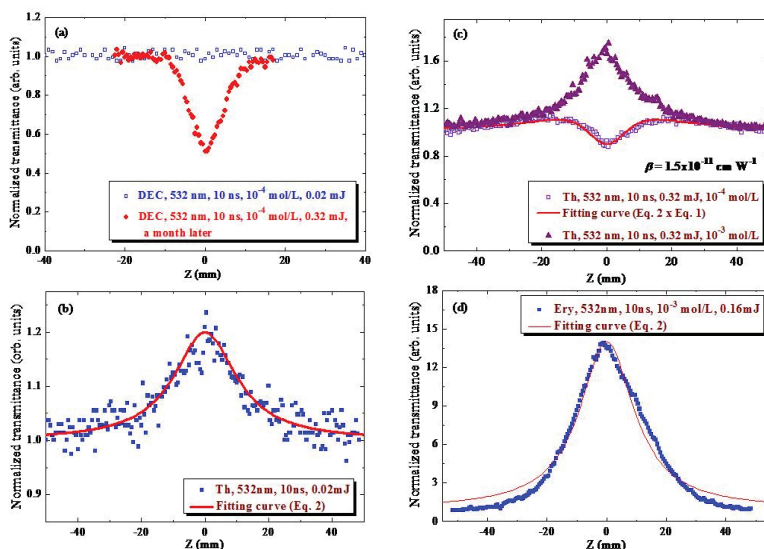 (a)
Normalized transmittance (arb. units)
1.2
1.0
0.8
0.6
0.4
0.2
0.0
DEC, 532 nm, 10 ns, 10⁻⁴ mol/L, 0.02 mJ
DEC, 532 nm, 10 ns, 10⁻⁴ mol/L, 0.32 mJ,
a month later
-40 -20 0 20 40
Z (mm)
(b)
Normalized transmittance (arb. units)
1.2
1.1
1.0
0.9
Th, 532nm, 10ns, 0.02mJ
Fitting curve (Eq. 2)
-40 -20 0 20 40
Z (mm)
(c)
Normalized transmittance (arb. units)
1.6
1.2
0.8
0.4
0.0
β = 1.5x10⁻¹¹ cm W⁻¹
Th, 532 nm, 10 ns, 0.32 mJ, 10⁻⁴ mol/L
Fitting curve (Eq. 2 x Eq. 1)
Th, 532 nm, 10 ns, 0.32 mJ, 10⁻³ mol/L
-40 -20 0 20 40
Z (mm)
(d)
Normalized transmittance (arb. units)
18
14
12
9
6
3
0
Ery, 532nm, 10ns, 10⁻³ mol/L, 0.16mJ
Fitting curve (Eq. 2)
-60 -40 -20 0 20 40
Z (mm)